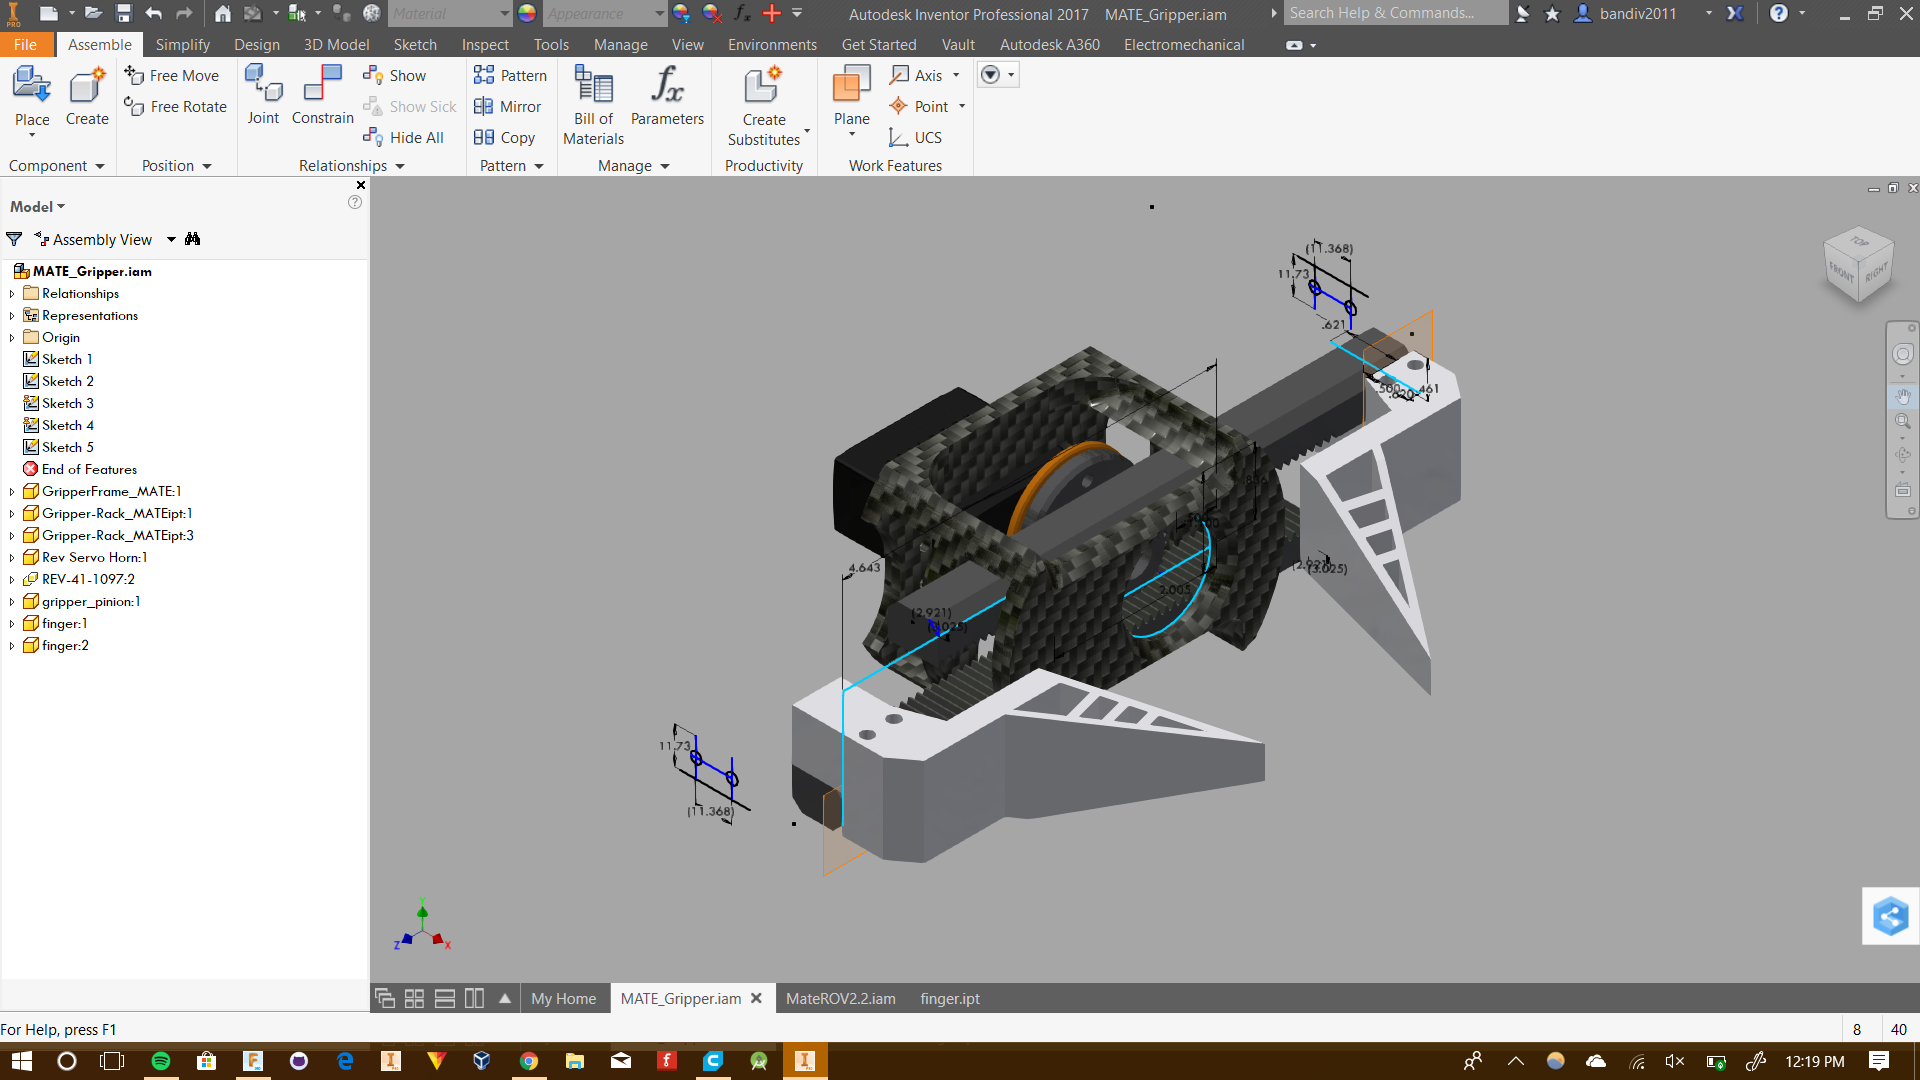 PRO
Material
Appearance
Autodesk Inventor Professional 2017 MATE_Gripper.iam
Search Help & Commands...
bandiv2011
File Assemble Simplify Design 3D Model Sketch Inspect Tools Manage View Environments Get Started Vault Autodesk A360 Electromechanical
Place
Create
Free Move
Free Rotate
Joint
Constrain
Show
Show Sick
Hide All
Pattern
Mirror
Copy
Bill of
Materials
Parameters
Create
Substitutes
Plane
Axis
Point
UCS
Component Position Relationships Pattern Manage Productivity Work Features
Model
Assembly View
MATE_Gripper.iam
Relationships
Representations
Origin
Sketch 1
Sketch 2
Sketch 3
Sketch 4
Sketch 5
End of Features
GripperFrame_MATE:1
Gripper-Rack_MATEipt:1
Gripper-Rack_MATEipt:3
Rev Servo Horn:1
REV-41-1097:2
gripper_pinion:1
finger:1
finger:2
(11.368)
11.73
.621
.500
.620
.461
4.643
(2.921)
(3.025)
2.005
(2.921)
(3.025)
11.73
(11.368)
TOP
FRONT
RIGHT
Y
Z
X
My Home MATE_Gripper.iam MateROV2.2.iam finger.ipt
For Help, press F1
8 40
12:19 PM